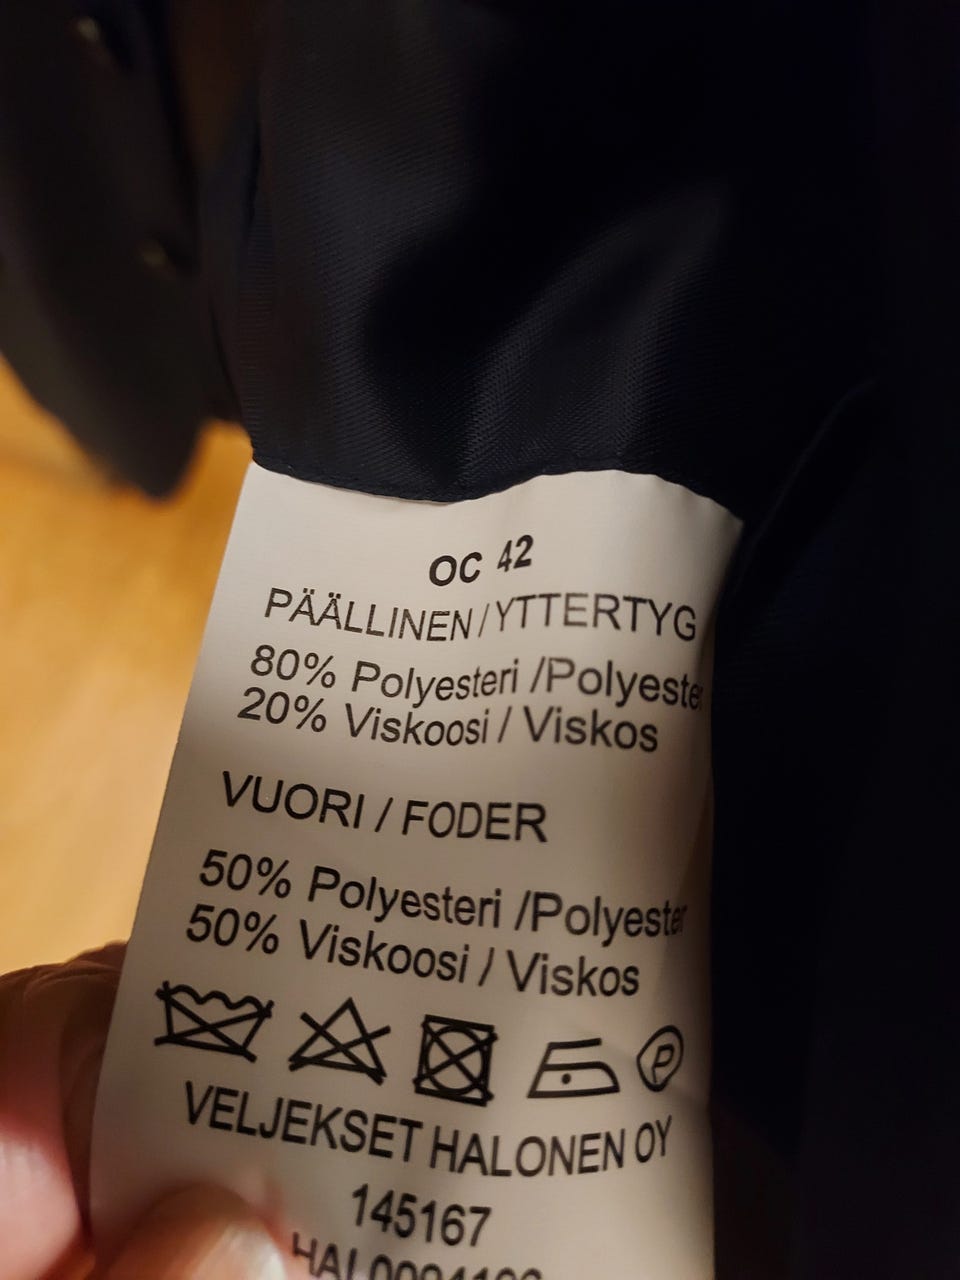 OC 42
PÄÄLLINEN/YTTERTYG
80% Polyesteri /Polyester
20% Viskoosi / Viskos
VUORI / FODER
50% Polyesteri /Polyester
50% Viskoosi / Viskos
P
VELJEKSET HALONEN OY
145167